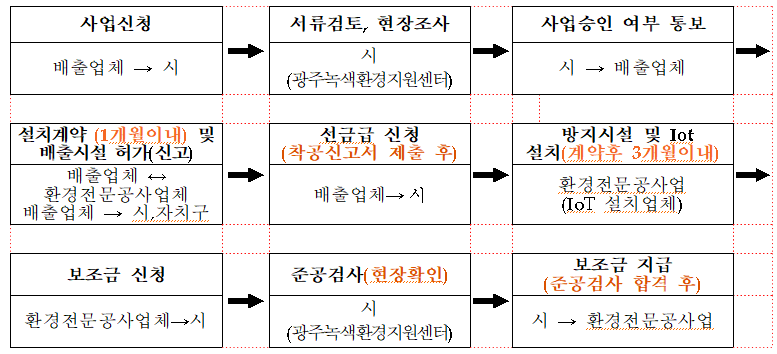 사업신청
배출업체 → 시
서류검토, 현장조사
시
(광주녹색환경지원센터)
사업승인 여부 통보
시 → 배출업체
설치계약 (1개월이내) 및
배출시설 허가(신고)
배출업체 ↔
환경전문공사업체
배출업체 → 시,자치구
선금급 신청
(착공신고서 제출 후)
배출업체→시
방지시설 및 Iot
설치(계약후 3개월이내)
환경전문공사업
(IoT 설치업체)
보조금 신청
환경전문공사업체→시
준공검사(현장확인)
시
(광주녹색환경지원센터)
보조금 지급
(준공검사 합격 후)
시 → 환경전문공사업